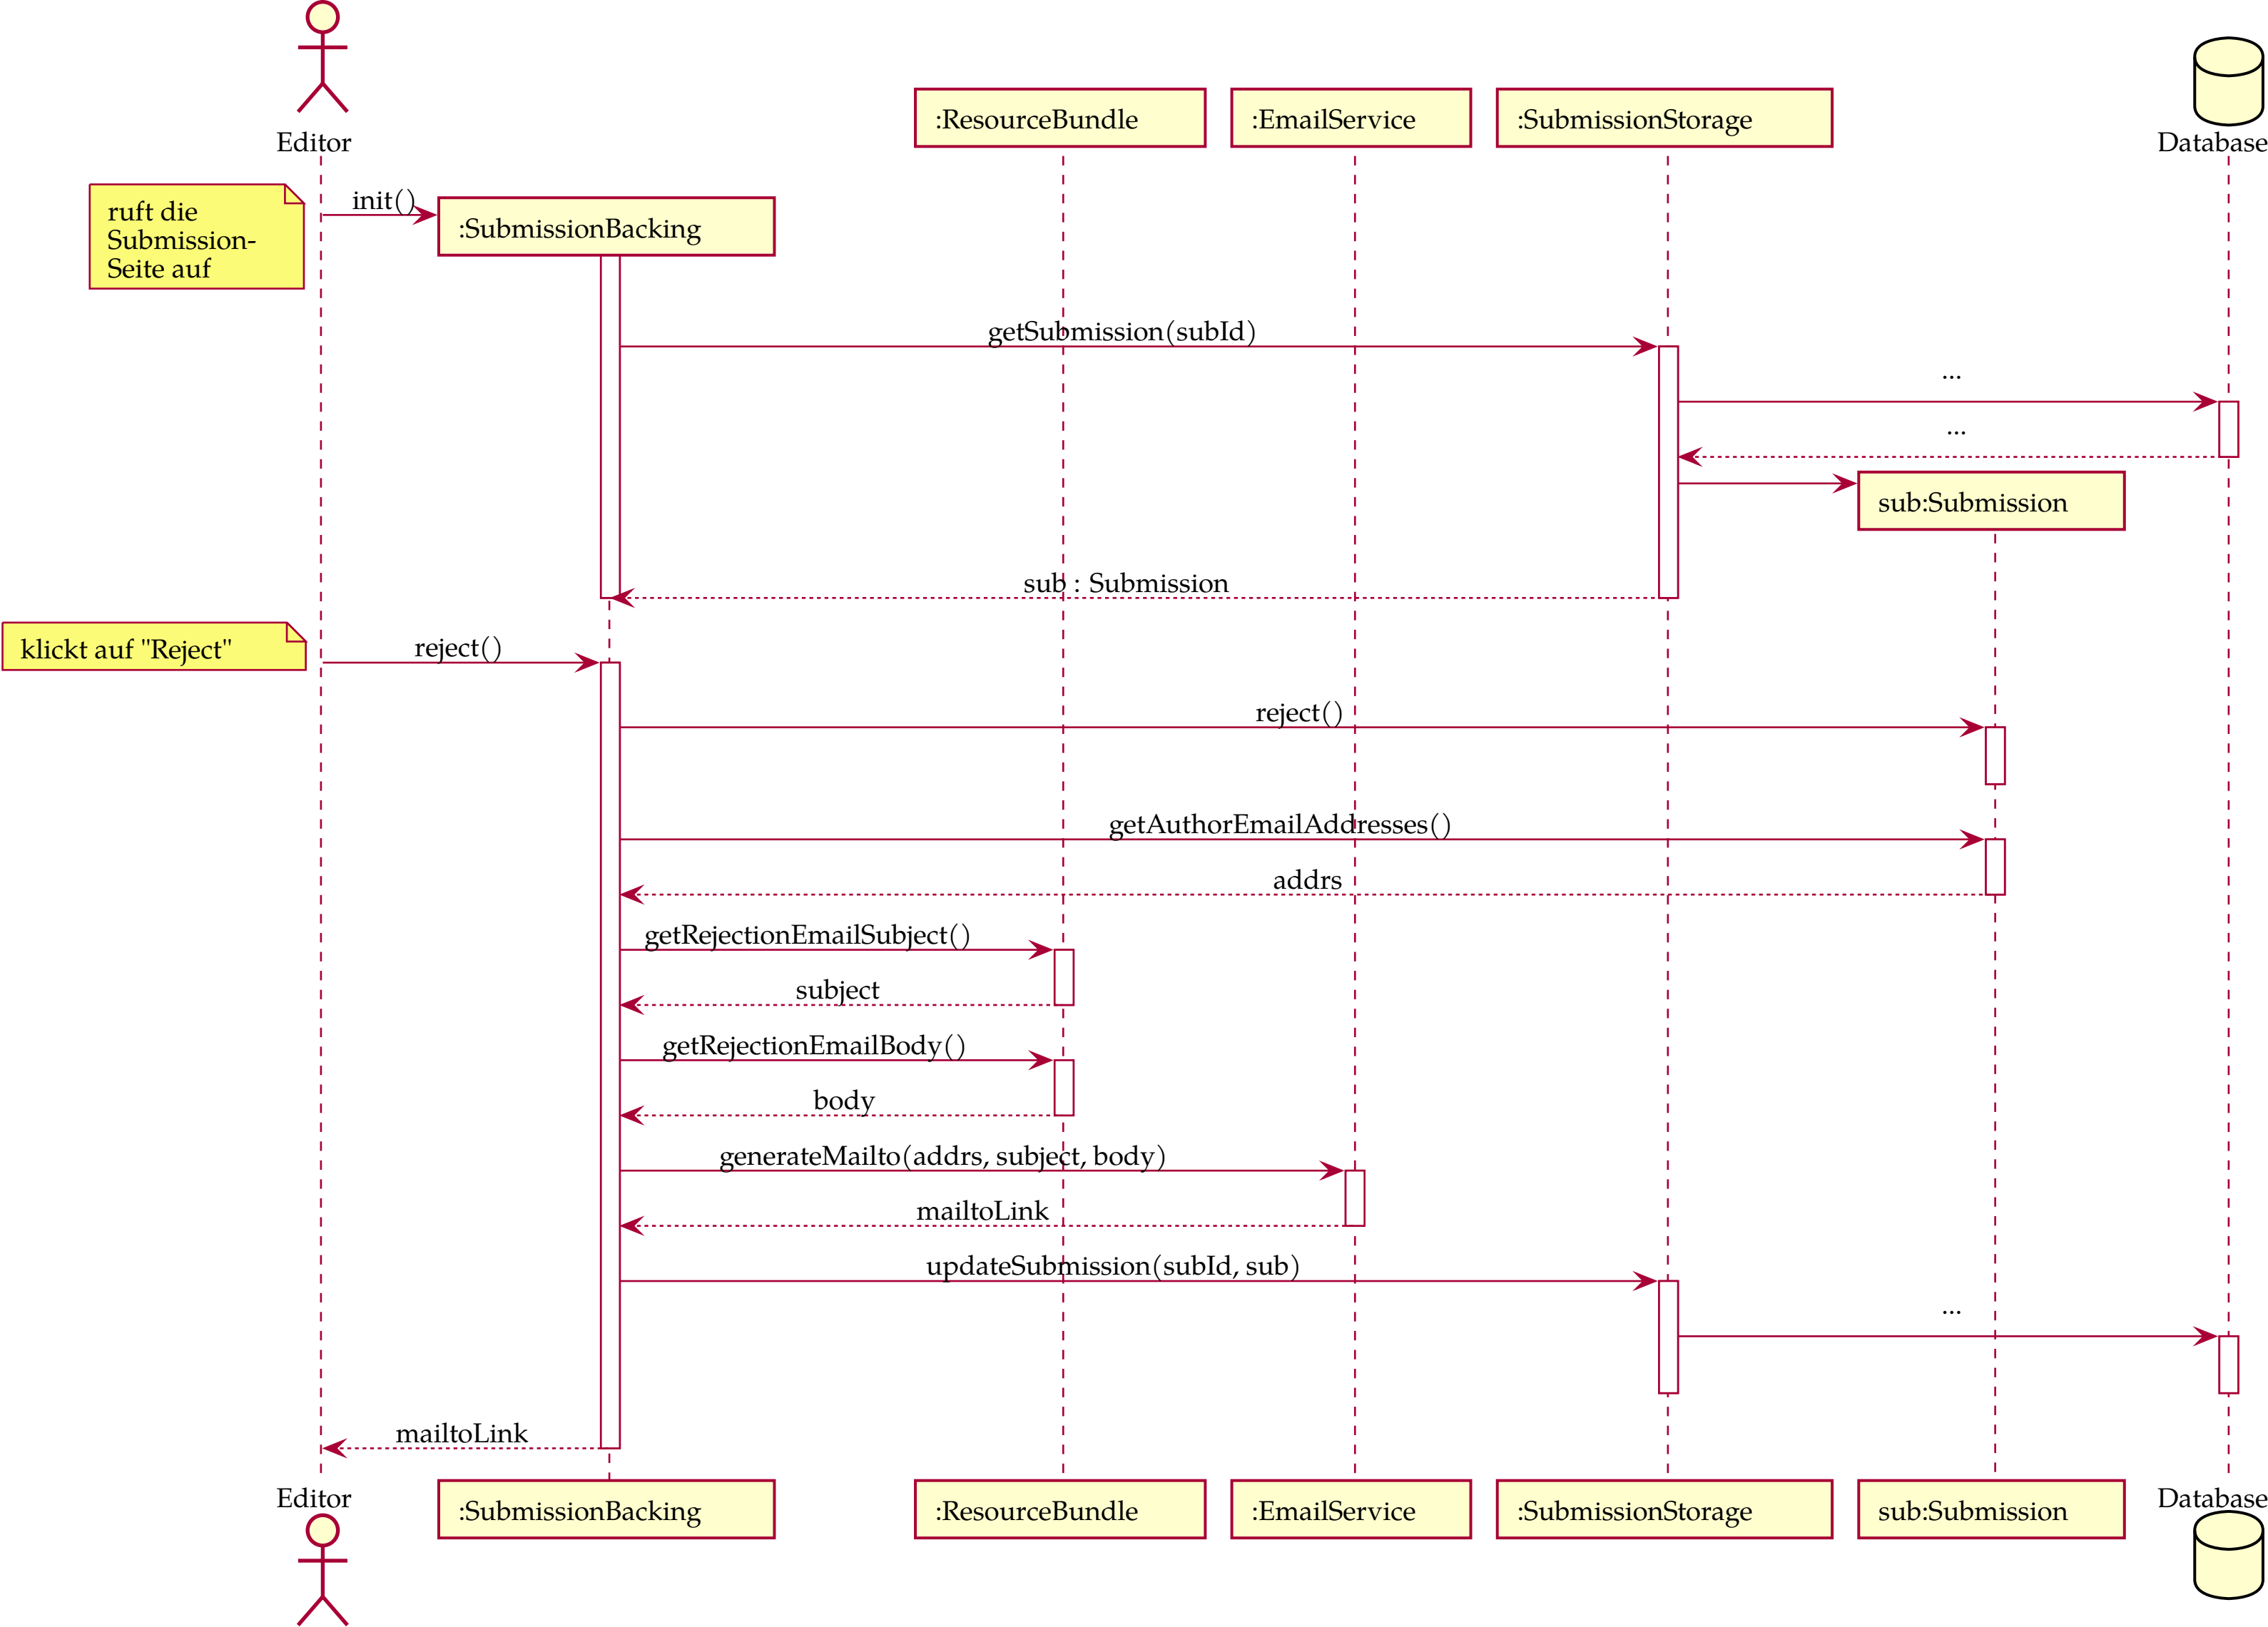 Editor
:ResourceBundle
:EmailService
:SubmissionStorage
Database
ruft die
Submission-
Seite auf
init()
:SubmissionBacking
getSubmission(subId)
...
...
sub:Submission
sub : Submission
klickt auf "Reject"
reject()
reject()
getAuthorEmailAddresses()
addrs
getRejectionEmailSubject()
subject
getRejectionEmailBody()
body
generateMailto(addrs, subject, body)
mailtoLink
updateSubmission(subId, sub)
...
mailtoLink
Editor
:SubmissionBacking
:ResourceBundle
:EmailService
:SubmissionStorage
sub:Submission
Database